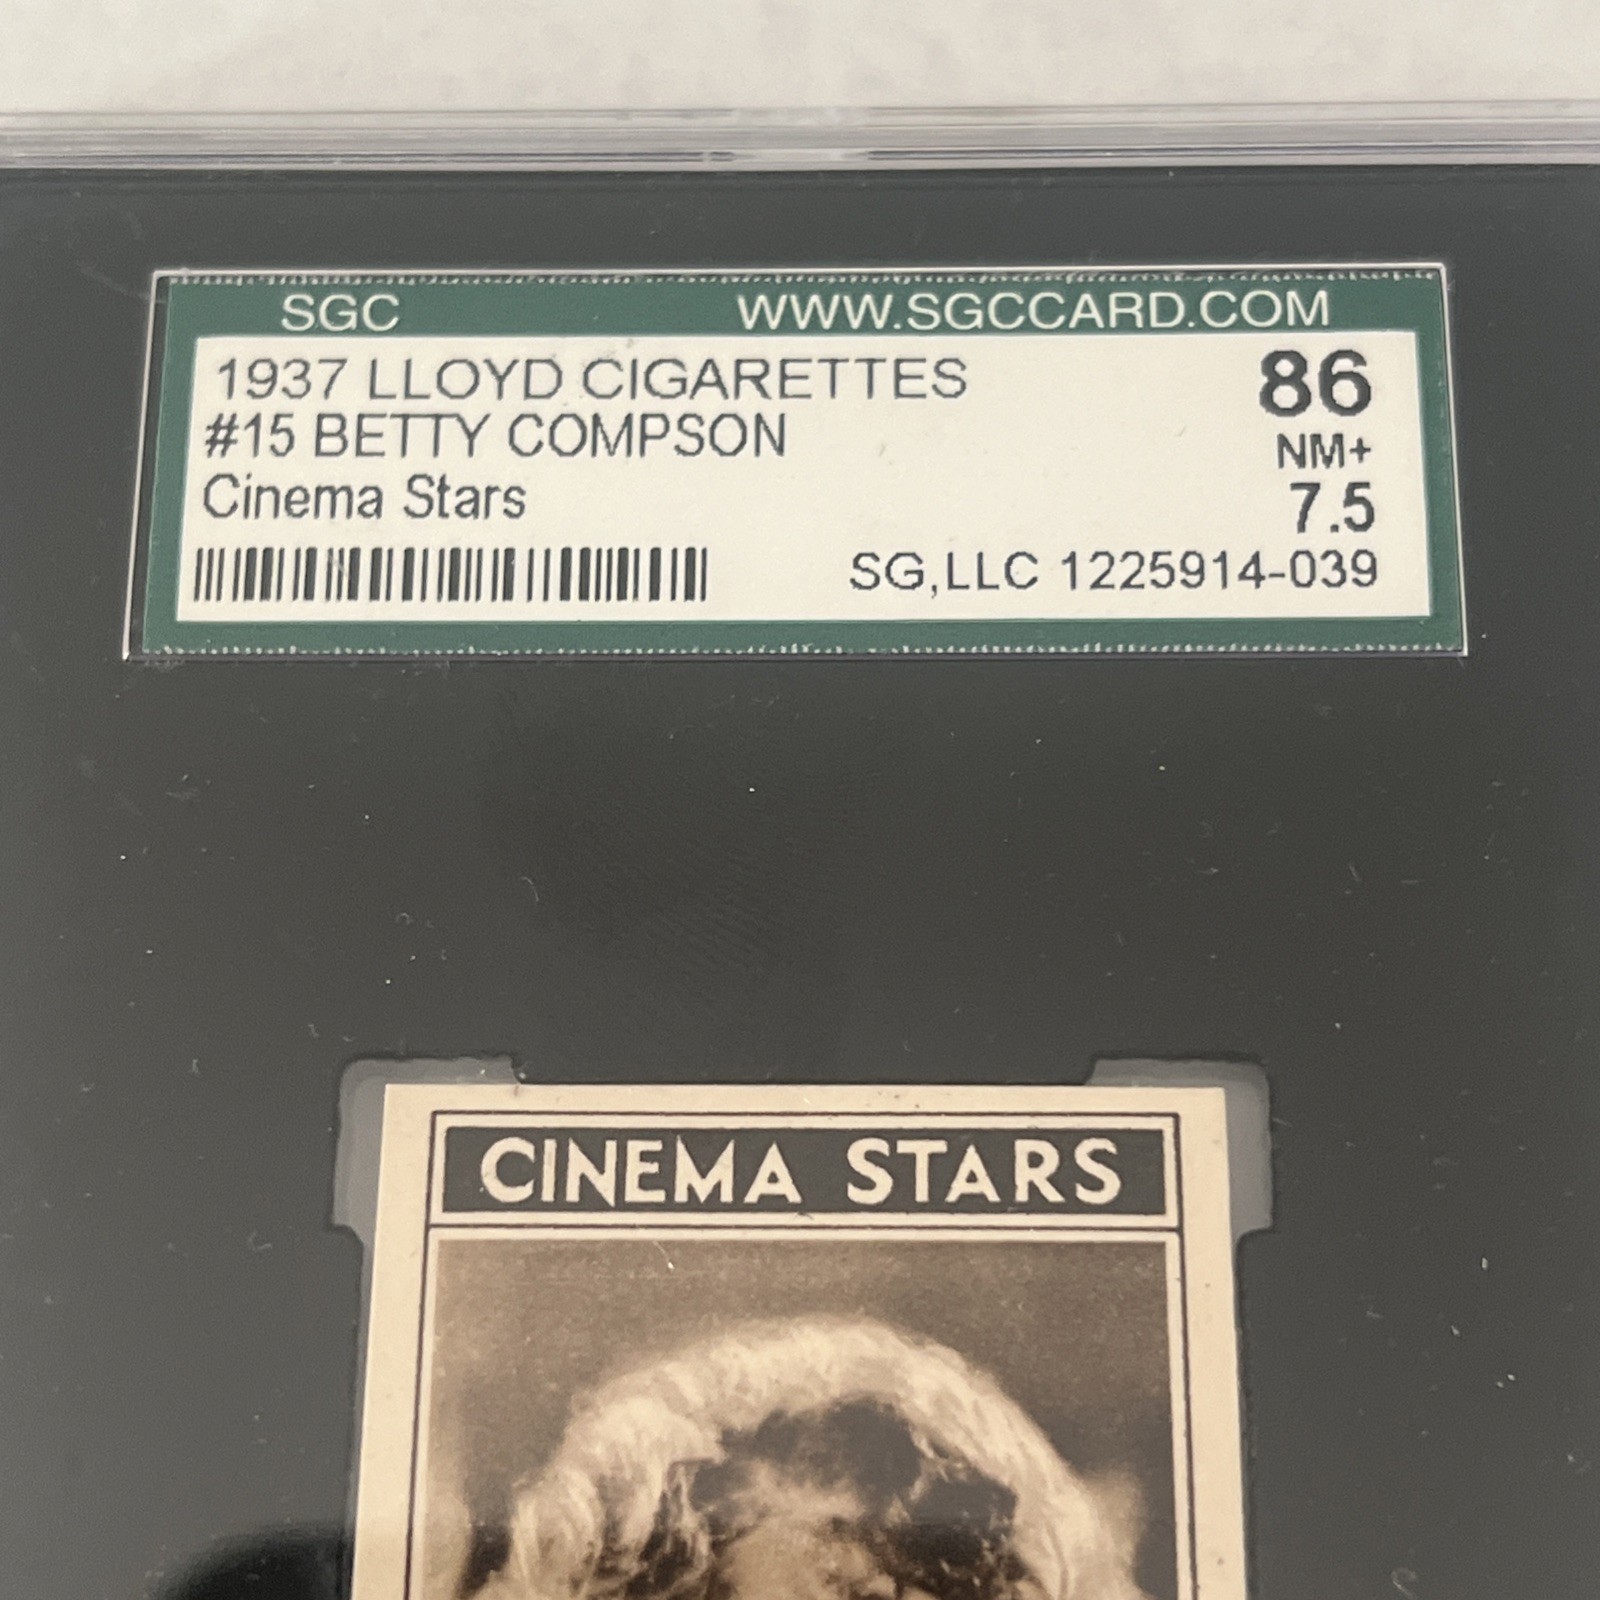 SGC WWW.SGCCARD.COM
1937 LLOYD CIGARETTES 86
#15 BETTY COMPSON NM+
Cinema Stars 7.5
SG,LLC 1225914-039
CINEMA STARS